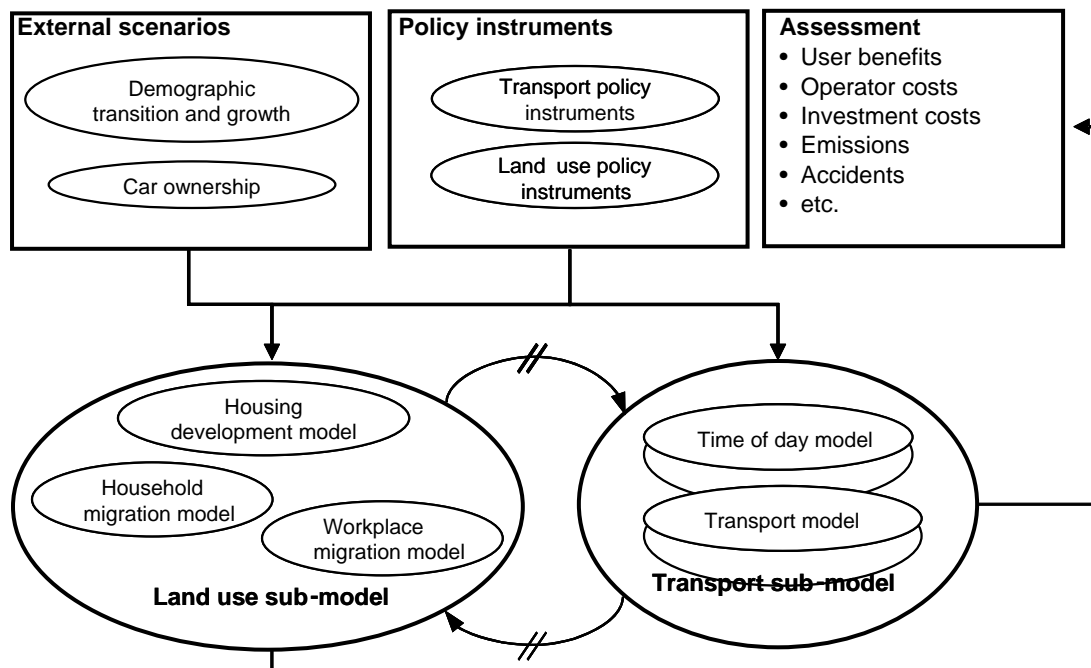 External scenarios
Demographic
transition and growth
Car ownership
Policy instruments
Transport policy
instruments
Land use policy
instruments
Assessment
• User benefits
• Operator costs
• Investment costs
• Emissions
• Accidents
• etc.
Housing
development model
Household
migration model
Workplace
migration model
Land use sub-model
Time of day model
Transport model
Transport sub-model